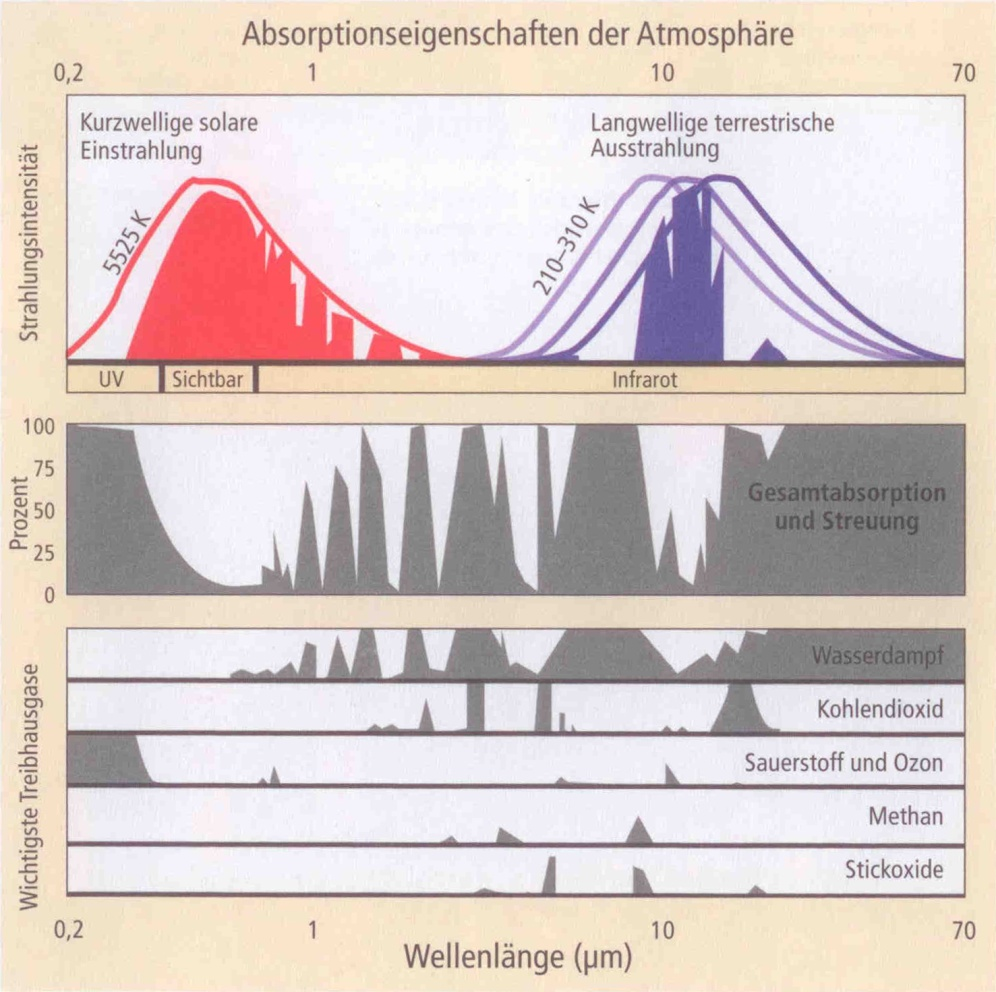 Absorptionseigenschaften der Atmosphäre
0,2 1 10 70
Kurzwellige solare
Einstrahlung
Langwellige terrestrische
Ausstrahlung
Strahlungsintensität
5525 K
210–310 K
UV Sichtbar Infrarot
Prozent
100
75
50
25
0
Gesamtabsorption
und Streuung
Wichtigste Treibhausgase
Wasserdampf
Kohlendioxid
Sauerstoff und Ozon
Methan
Stickoxide
0,2 1 10 70
Wellenlänge (µm)